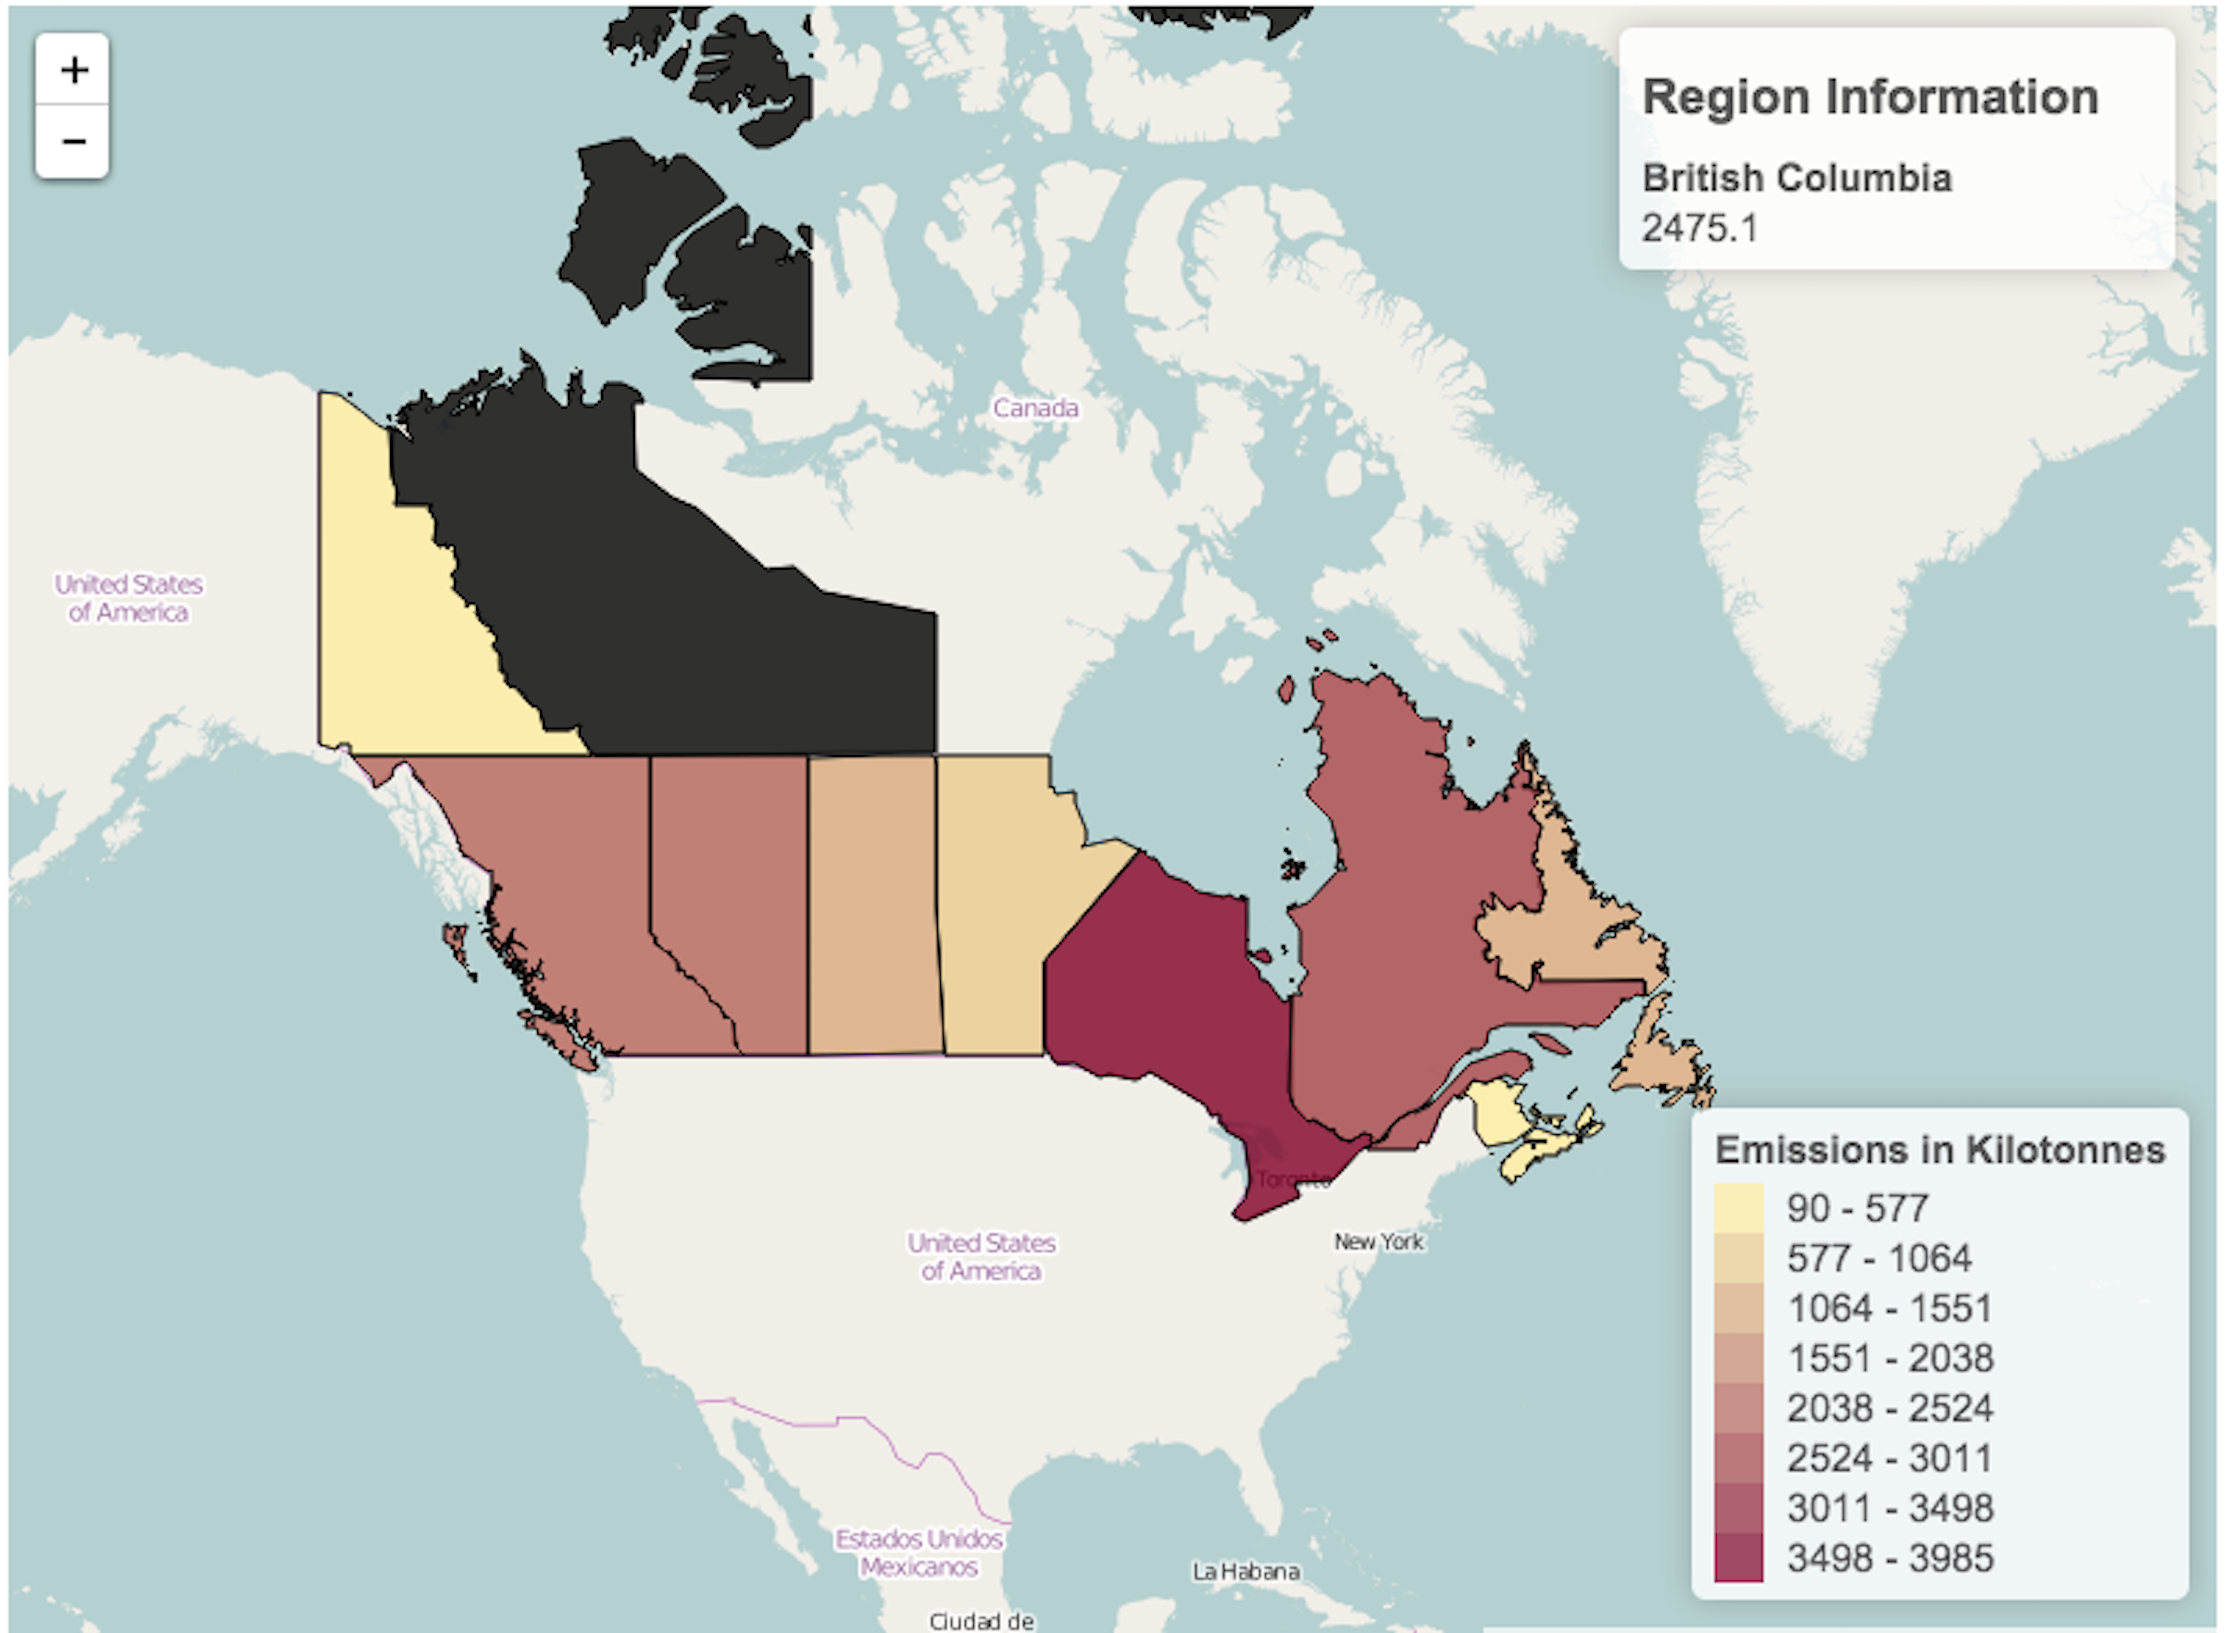 +
−
Region Information
British Columbia
2475.1
Canada
United States
of America
Toronto
New York
United States
of America
Estados Unidos
Mexicanos
La Habana
Ciudad de
Emissions in Kilotonnes
90 - 577
577 - 1064
1064 - 1551
1551 - 2038
2038 - 2524
2524 - 3011
3011 - 3498
3498 - 3985